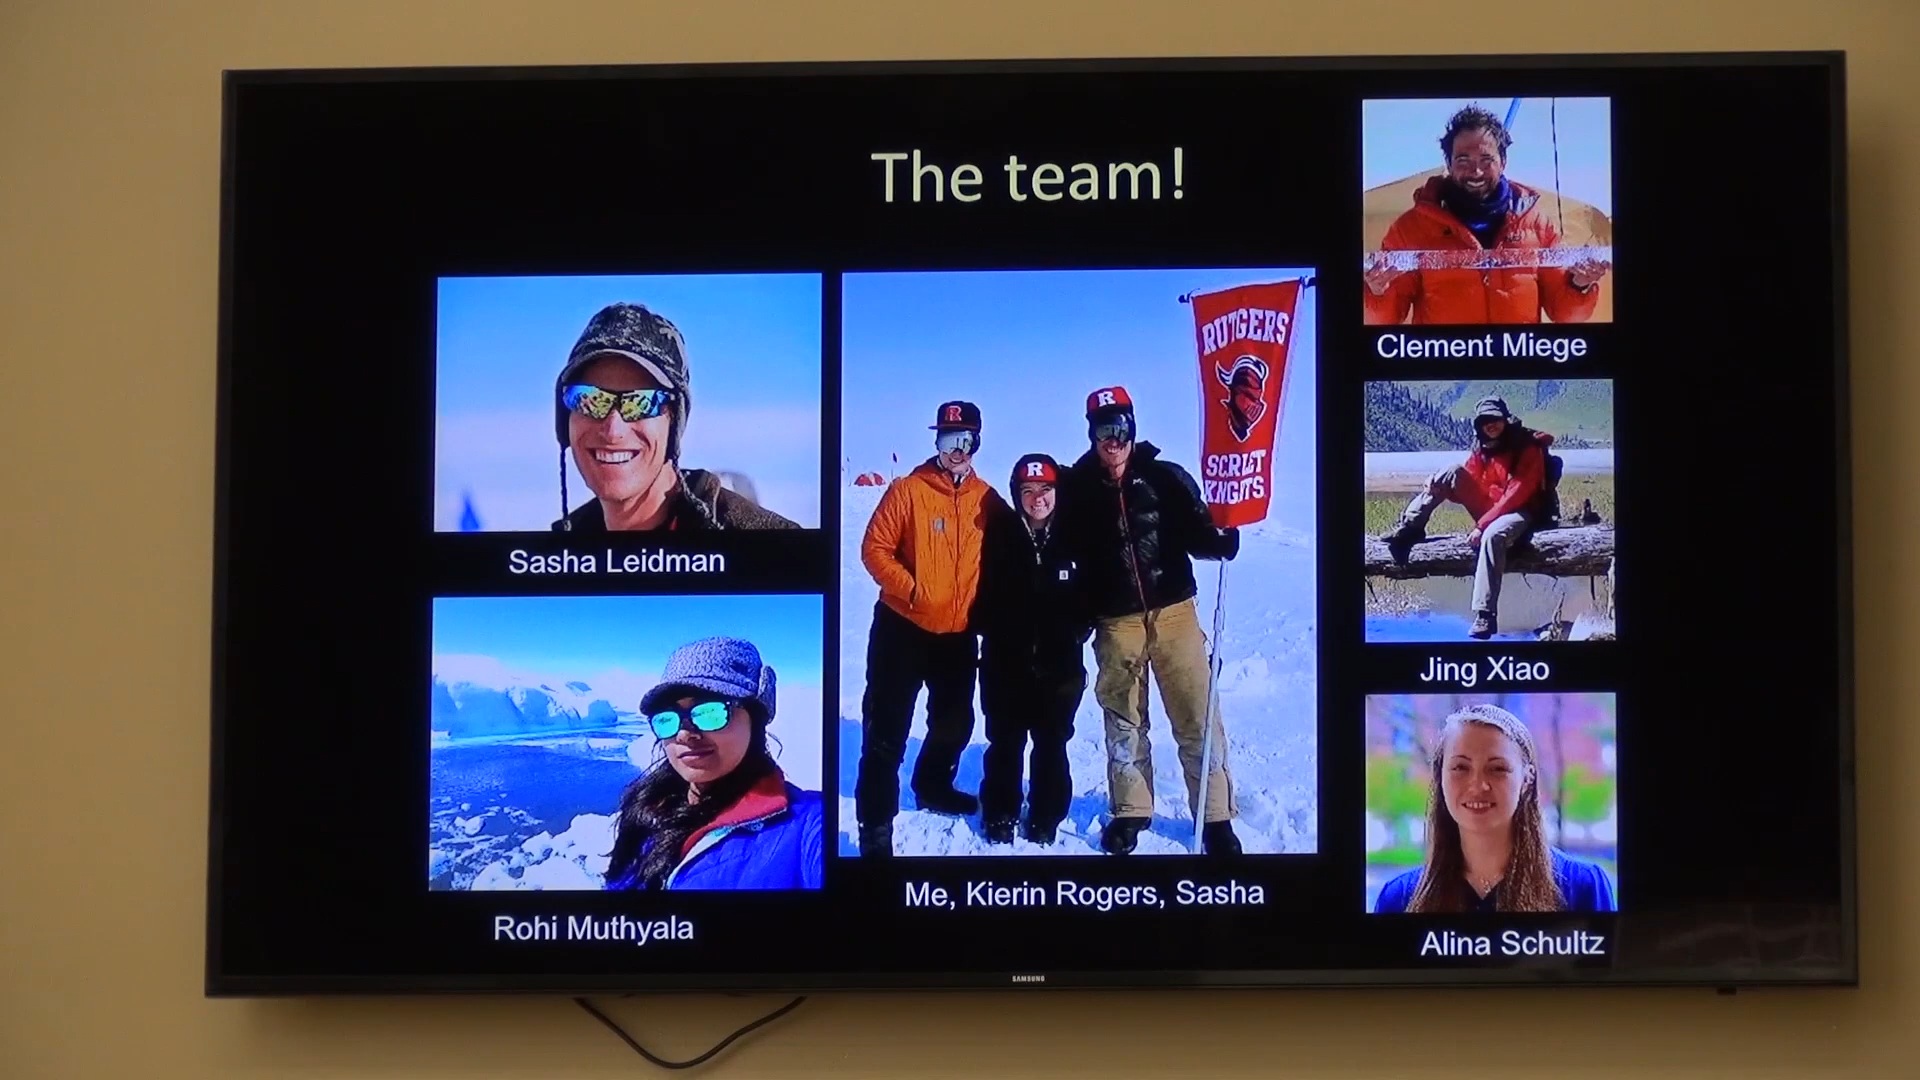 The team!
Sasha Leidman
Rohi Muthyala
R
R
R
RUTGERS
SCRLET
KNGITS
Me, Kierin Rogers, Sasha
Clement Miege
Jing Xiao
Alina Schultz
SAMSUNG